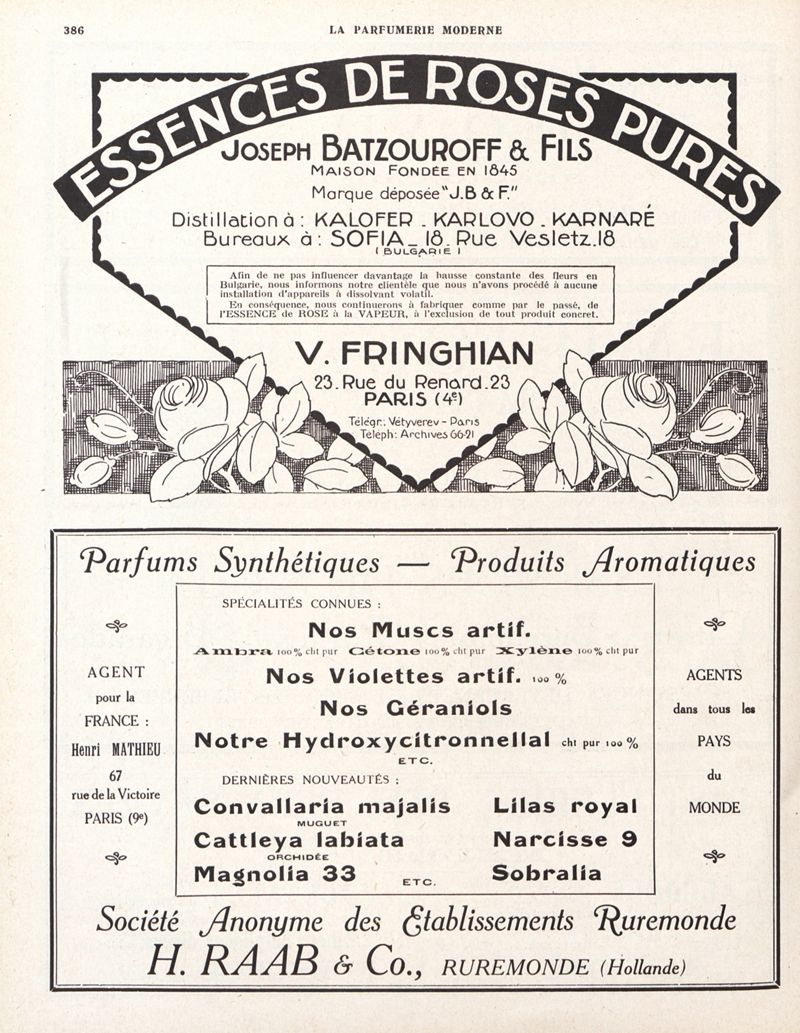 386
LA PARFUMERIE MODERNE
ESSENCES DE ROSES PURES
JOSEPH BATZOUROFF & FILS
MAISON FONDÉE EN 1845
Marque déposée "J.B & F."
Distillation à : KALOFER _ KARLOVO _ KARNARÉ
Bureaux à : SOFIA _ 18. Rue Vesletz.18
( BULGARIE )
Afin de ne pas influencer davantage la hausse constante des fleurs en
Bulgarie, nous informons notre clientèle que nous n'avons procédé à aucune
installation d'appareils à dissolvant volatil.
En conséquence, nous continuerons à fabriquer comme par le passé, de
l'ESSENCE de ROSE à la VAPEUR, à l'exclusion de tout produit concret.
V. FRINGHIAN
23. Rue du Renard.23
PARIS (4e)
Télégr.: Vétyverev - Paris
Téléph: Archives 66-21
Parfums Synthétiques — Produits Aromatiques
AGENT
pour la
FRANCE :
Henri MATHIEU
67
rue de la Victoire
PARIS (9e)
SPÉCIALITÉS CONNUES :
Nos Muscs artif.
Ambra 100 % cht pur Cétone 100 % cht pur Xylène 100 % cht pur
Nos Violettes artif. 100 %
Nos Géraniols
Notre Hydroxycitronnellal cht pur 100 %
ETC.
DERNIÈRES NOUVEAUTÉS :
Convallaria majalis Lilas royal
MUGUET
Cattleya labiata Narcisse 9
ORCHIDÉE
Magnolia 33 ETC. Sobralia
AGENTS
dans tous les
PAYS
du
MONDE
Société Anonyme des Etablissements Ruremonde
H. RAAB & Co., RUREMONDE (Hollande)